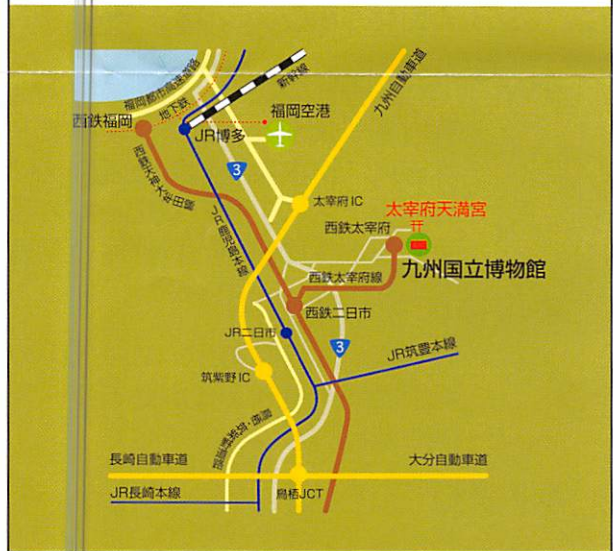 福岡都市高速道路
地下鉄
新幹線
九州自動車道
西鉄福岡
JR博多
福岡空港
3
西鉄天神大牟田線
JR鹿児島本線
太宰府IC
太宰府天満宮
西鉄太宰府
九州国立博物館
西鉄太宰府線
西鉄二日市
JR二日市
3
JR筑豊本線
筑紫野IC
長崎自動車道
大分自動車道
JR長崎本線
鳥栖JCT